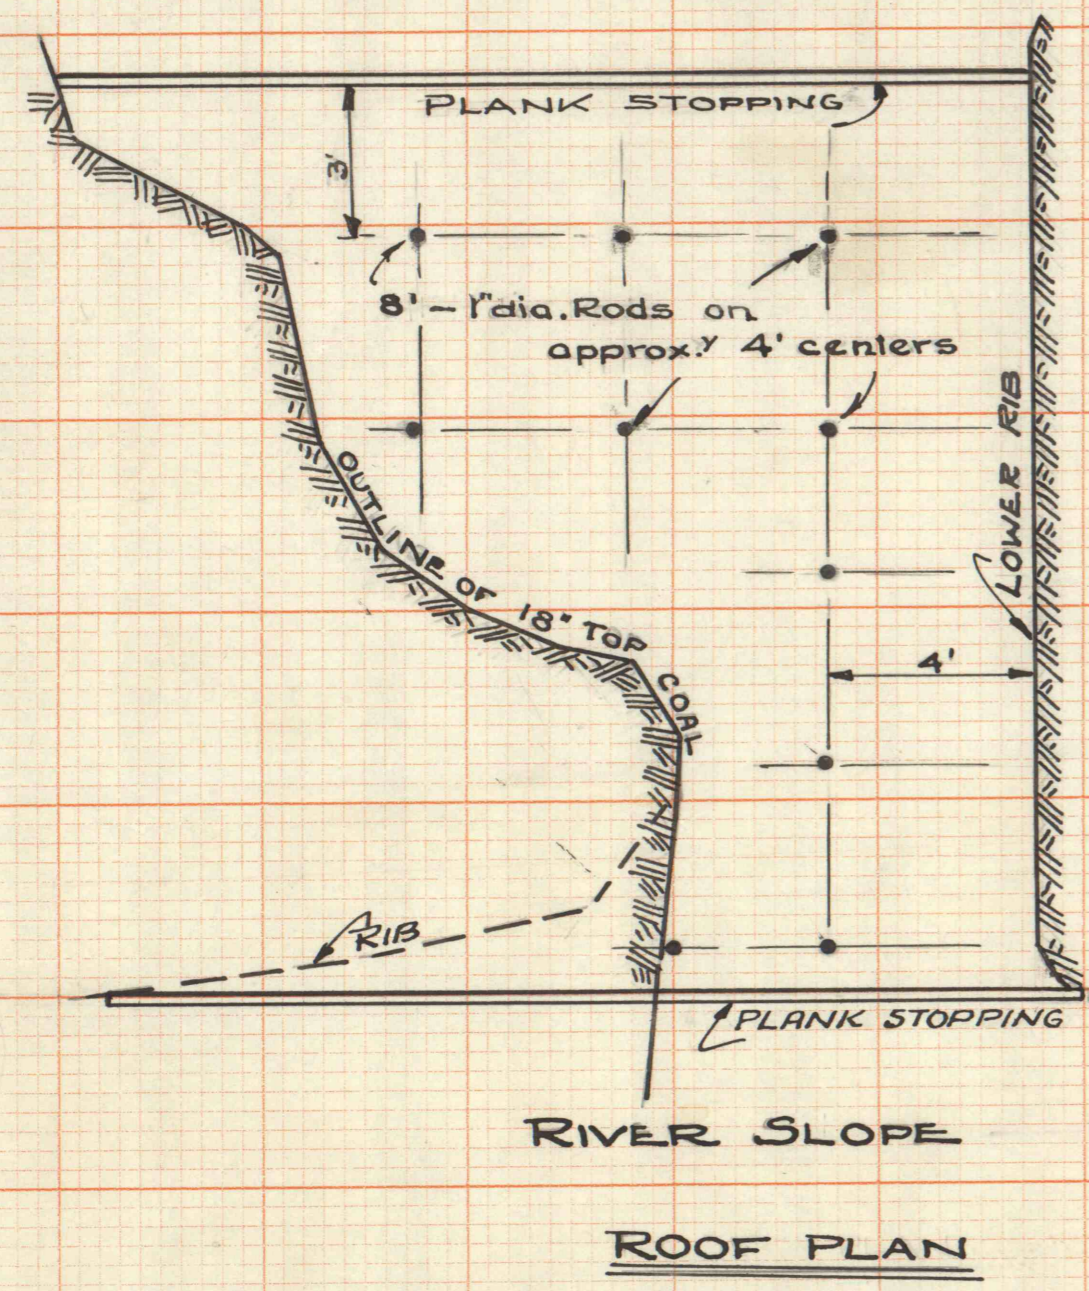 PLANK STOPPING
3'
8' - 1" dia. Rods on
approx.y 4' centers
LOWER RIB
OUTLINE OF 18" TOP COAL
4'
RIB
PLANK STOPPING
RIVER SLOPE
ROOF PLAN